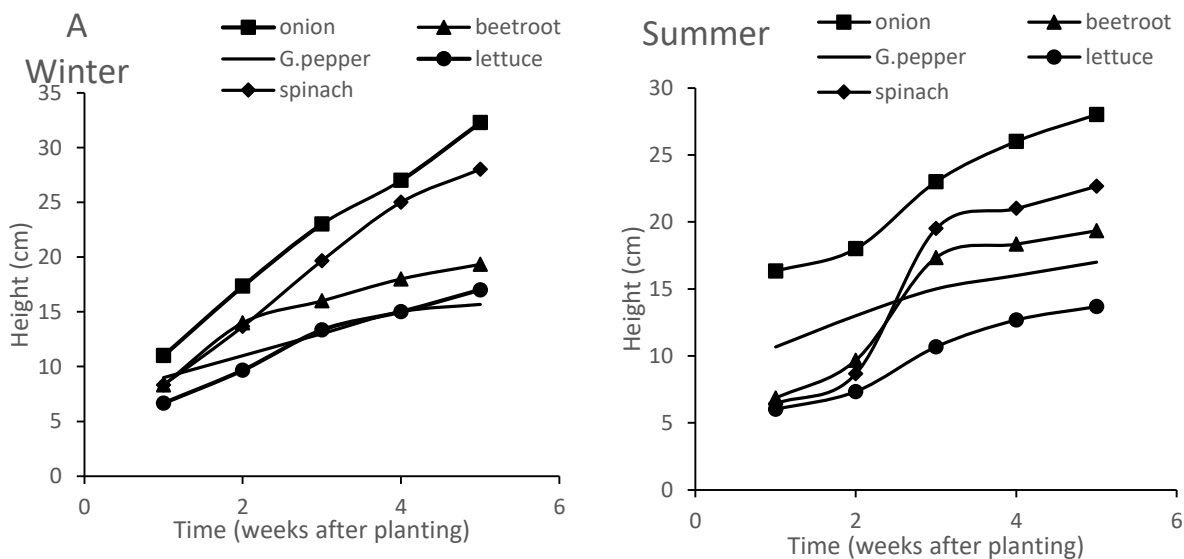 A
Winter
onion
beetroot
G.pepper
lettuce
spinach
35
30
25
20
15
10
5
0
Height (cm)
0
2
4
6
Time (weeks after planting)
Summer
onion
beetroot
G.pepper
lettuce
spinach
30
25
20
15
10
5
0
Height (cm)
0
2
4
6
Time (weeks after planting)